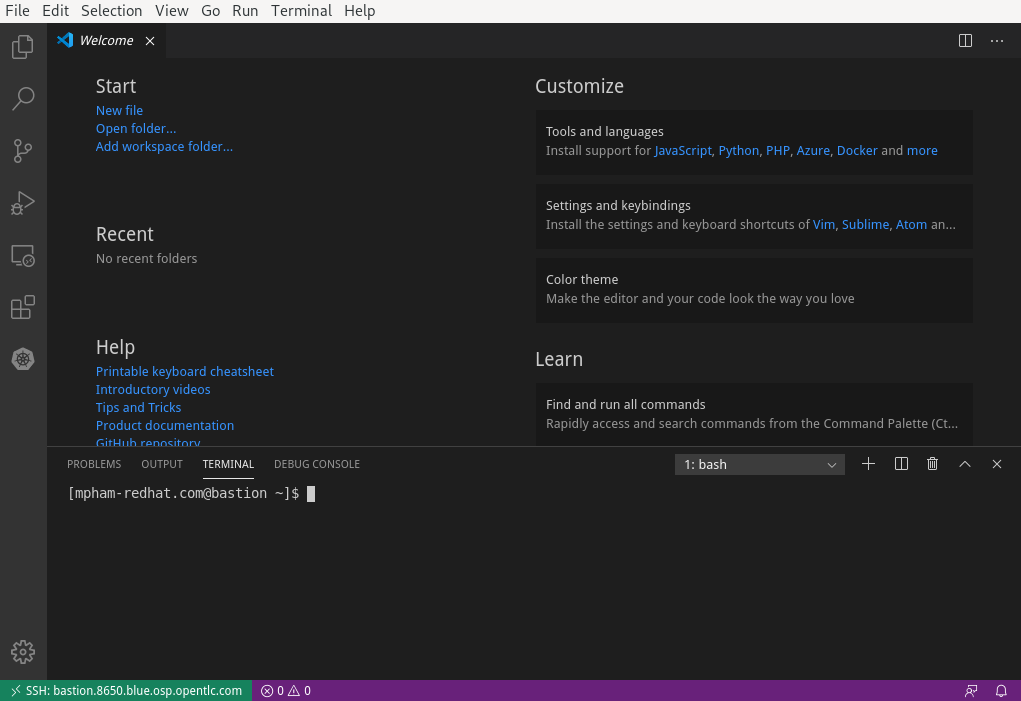 File Edit Selection View Go Run Terminal Help
Welcome
Start
New file
Open folder...
Add workspace folder...
Recent
No recent folders
Help
Printable keyboard cheatsheet
Introductory videos
Tips and Tricks
Product documentation
GitHub repository
Customize
Tools and languages
Install support for JavaScript, Python, PHP, Azure, Docker and more
Settings and keybindings
Install the settings and keyboard shortcuts of Vim, Sublime, Atom an...
Color theme
Make the editor and your code look the way you love
Learn
Find and run all commands
Rapidly access and search commands from the Command Palette (Ct...
PROBLEMS OUTPUT TERMINAL DEBUG CONSOLE 1: bash
[mpham-redhat.com@bastion ~]$
SSH: bastion.8650.blue.osp.opentlc.com 0 0